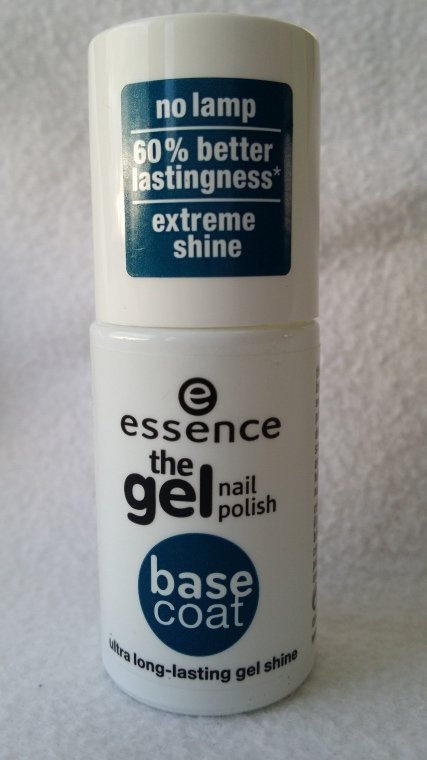 no lamp
60% better
lastingness*
extreme
shine
e
essence
the
gel nail
polish
base
coat
ultra long-lasting gel shine